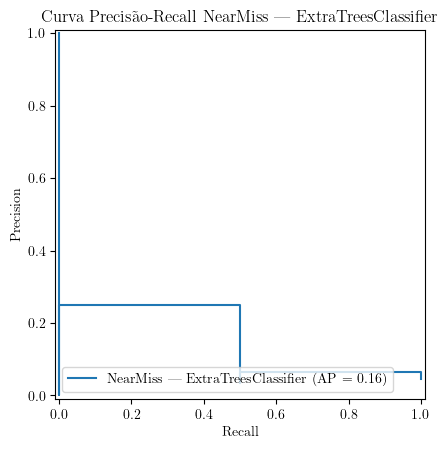 Curva Precisão-Recall NearMiss — ExtraTreesClassifier
1.0
0.8
0.6
0.4
0.2
0.0
Precision
NearMiss — ExtraTreesClassifier (AP = 0.16)
0.0 0.2 0.4 0.6 0.8 1.0
Recall